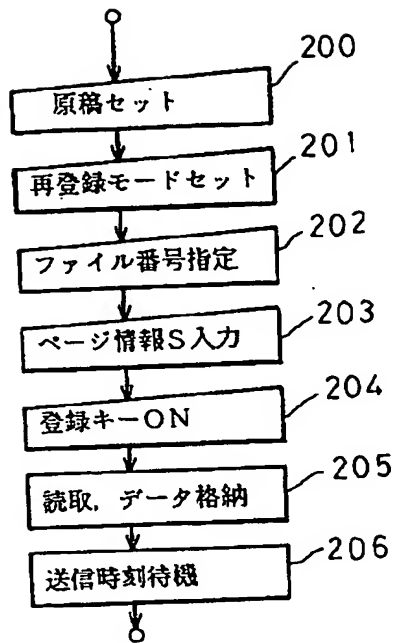 200
原稿セット
201
再登録モードセット
202
ファイル番号指定
203
ページ情報S入力
204
登録キーON
205
読取,データ格納
206
送信時刻待機